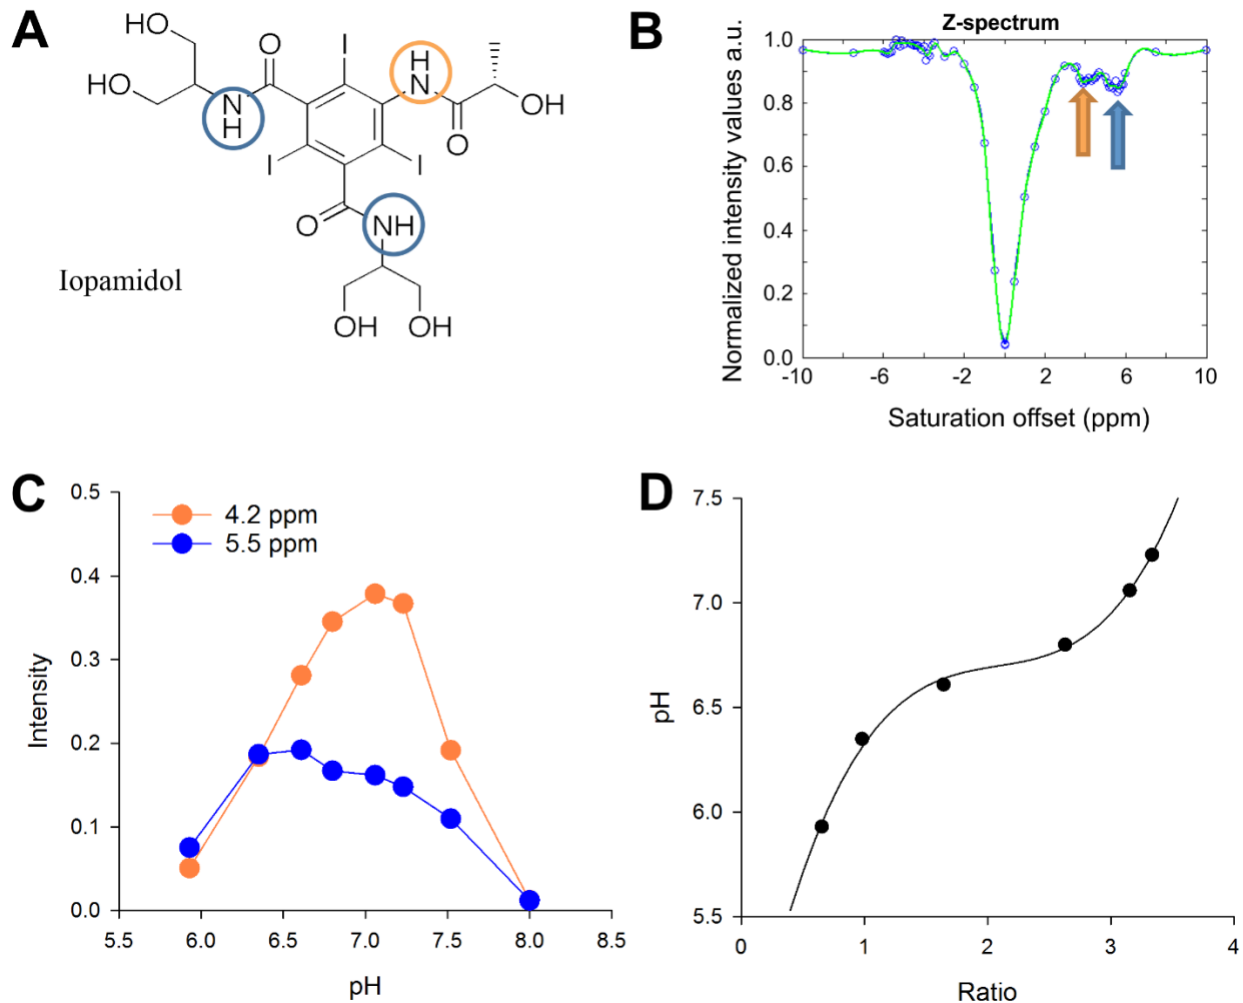 A
HO
HO
O
N
H
I
H
N
O
OH
I
I
O
NH
OH
OH
Iopamidol
B
Z-spectrum
Normalized intensity values a.u.
1.0
0.8
0.6
0.4
0.2
0.0
-10
-6
-2
2
6
10
Saturation offset (ppm)
C
4.2 ppm
5.5 ppm
Intensity
0.5
0.4
0.3
0.2
0.1
0.0
5.5
6.0
6.5
7.0
7.5
8.0
8.5
pH
D
pH
7.5
7.0
6.5
6.0
5.5
0
1
2
3
4
Ratio